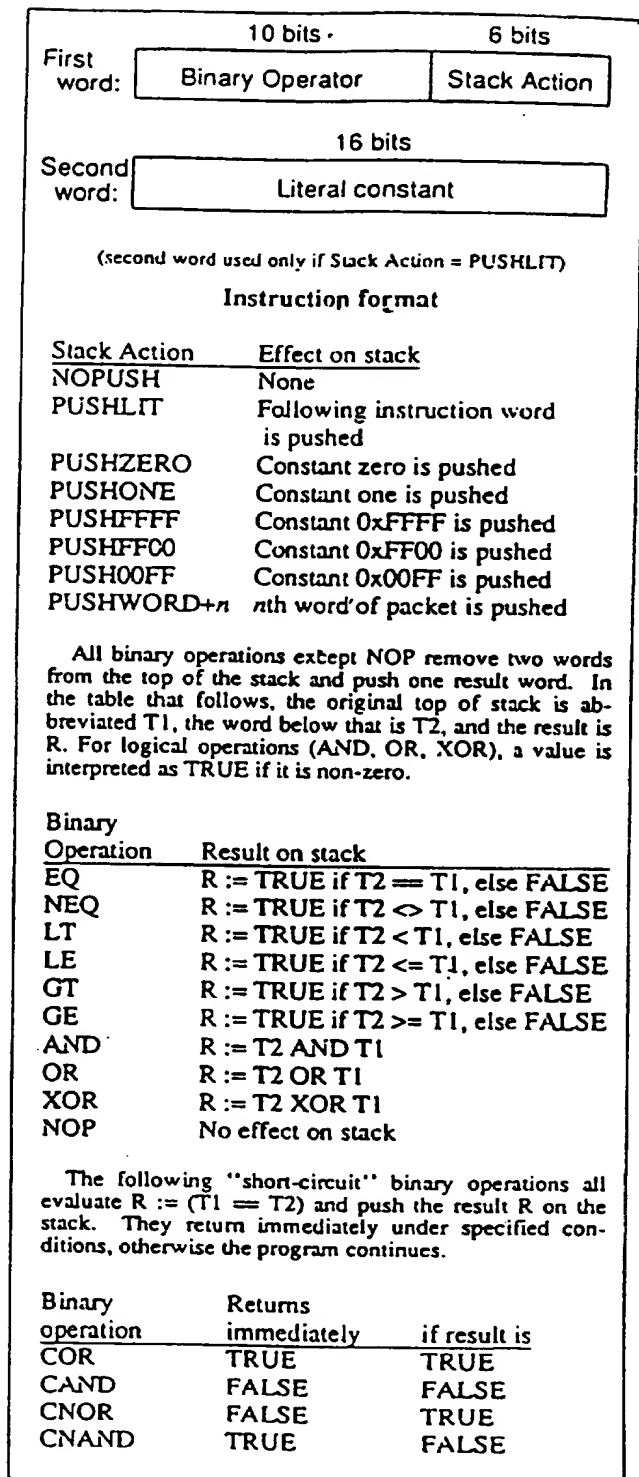 10 bits · 6 bits
First word: Binary Operator Stack Action
16 bits
Second word: Literal constant
(second word used only if Stack Action = PUSHLIT)
Instruction format
Stack Action Effect on stack
NOPUSH None
PUSHLIT Following instruction word
is pushed
PUSHZERO Constant zero is pushed
PUSHONE Constant one is pushed
PUSHFFFF Constant 0xFFFF is pushed
PUSHFF00 Constant 0xFF00 is pushed
PUSH00FF Constant 0x00FF is pushed
PUSHWORD+n nth word of packet is pushed
All binary operations except NOP remove two words
from the top of the stack and push one result word. In
the table that follows, the original top of stack is ab-
breviated T1, the word below that is T2, and the result is
R. For logical operations (AND, OR, XOR), a value is
interpreted as TRUE if it is non-zero.
Binary
Operation Result on stack
EQ R := TRUE if T2 == T1, else FALSE
NEQ R := TRUE if T2 <> T1, else FALSE
LT R := TRUE if T2 < T1, else FALSE
LE R := TRUE if T2 <= T1, else FALSE
GT R := TRUE if T2 > T1, else FALSE
GE R := TRUE if T2 >= T1, else FALSE
AND R := T2 AND T1
OR R := T2 OR T1
XOR R := T2 XOR T1
NOP No effect on stack
The following "short-circuit" binary operations all
evaluate R := (T1 == T2) and push the result R on the
stack. They return immediately under specified con-
ditions, otherwise the program continues.
Binary Returns
operation immediately if result is
COR TRUE TRUE
CAND FALSE FALSE
CNOR FALSE TRUE
CNAND TRUE FALSE